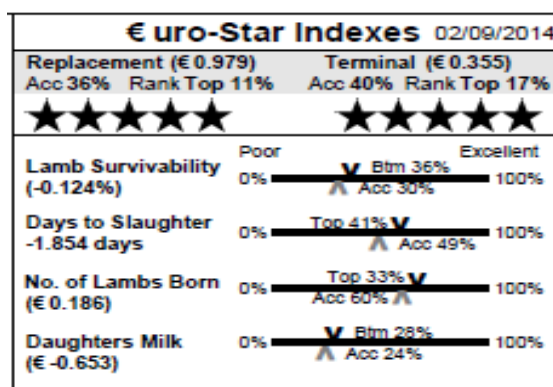 € uro-Star Indexes 02/09/2014
Replacement (€ 0.979) Terminal (€ 0.355)
Acc 36% Rank Top 11% Acc 40% Rank Top 17%
★★★★★ ★★★★★
Poor Excellent
Lamb Survivability 0% Btm 36% 100%
(-0.124%) Acc 30%
Days to Slaughter 0% Top 41% 100%
-1.854 days Acc 49%
No. of Lambs Born 0% Top 33% 100%
(€ 0.186) Acc 60%
Daughters Milk 0% Btm 28% 100%
(€ -0.653) Acc 24%